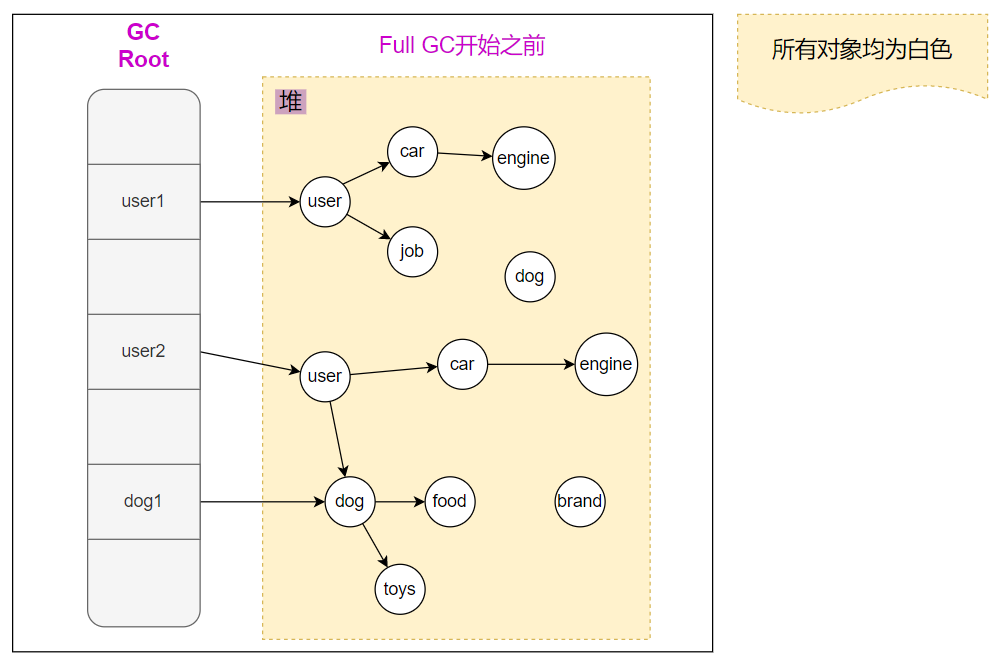 GC
Root
Full GC开始之前
所有对象均为白色
堆
car
engine
user1
user
job
dog
user2
user
car
engine
dog1
dog
food
brand
toys